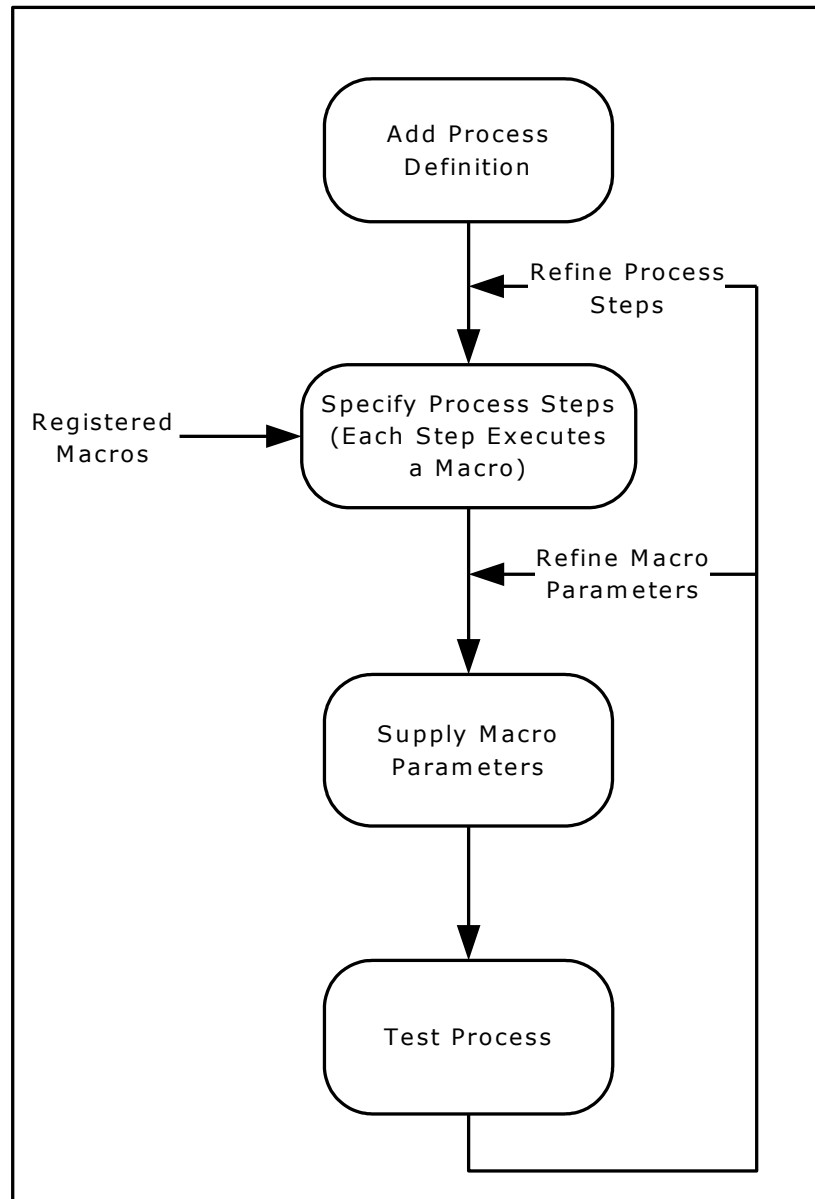 Add Process
Definition
Refine Process
Steps
Specify Process Steps
(Each Step Executes
a Macro)
Registered
Macros
Refine Macro
Parameters
Supply Macro
Parameters
Test Process